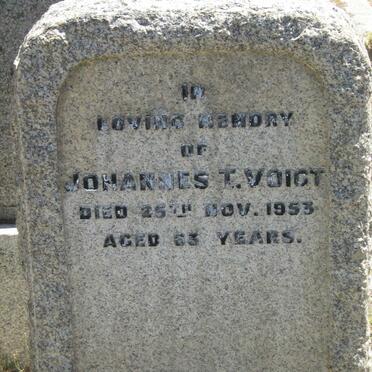 IN
LOVING MEMORY
OF
JOHANNES T. VOIGT
DIED 25TH NOV. 1953
AGED 63 YEARS.